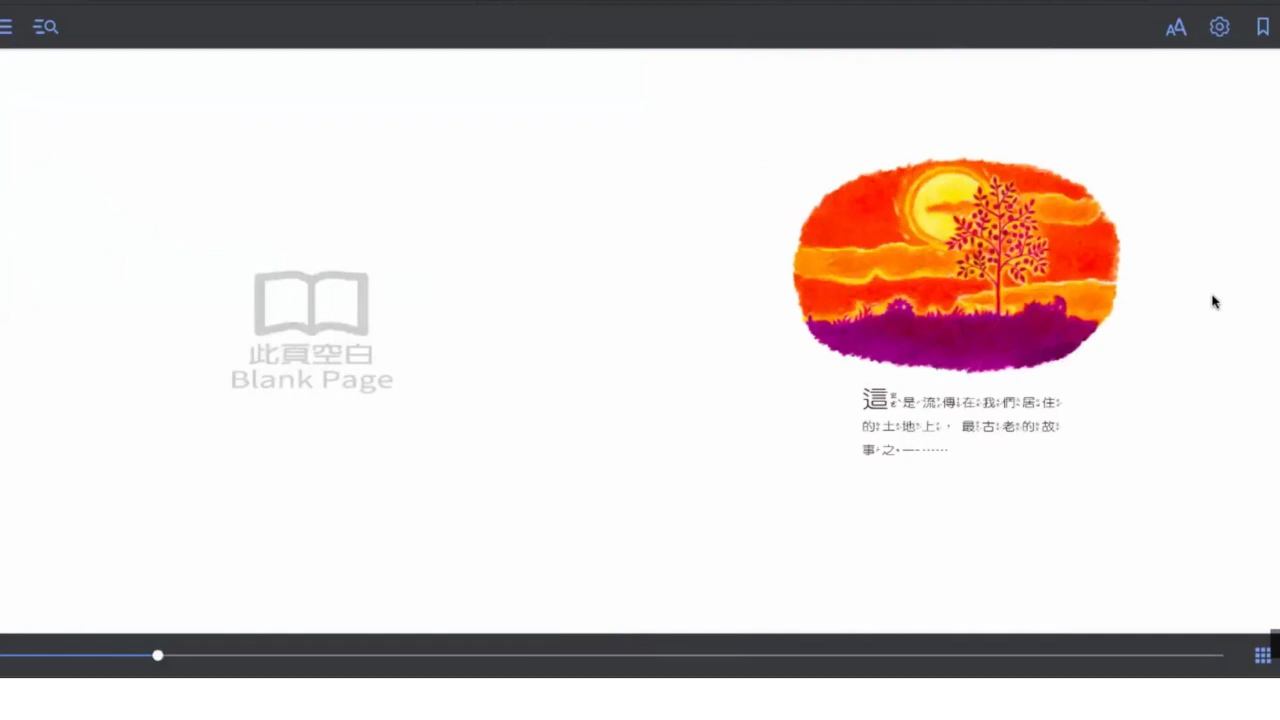 此頁空白
Blank Page
這是流傳在我們居住
的土地上，最古老的故
事之一……
AA